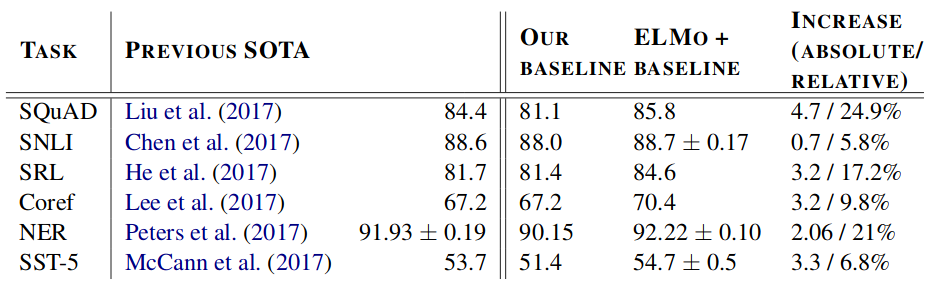 TASK PREVIOUS SOTA OUR BASELINE ELMO + BASELINE INCREASE (ABSOLUTE/ RELATIVE)
SQuAD Liu et al. (2017) 84.4 81.1 85.8 4.7 / 24.9%
SNLI Chen et al. (2017) 88.6 88.0 88.7 ± 0.17 0.7 / 5.8%
SRL He et al. (2017) 81.7 81.4 84.6 3.2 / 17.2%
Coref Lee et al. (2017) 67.2 67.2 70.4 3.2 / 9.8%
NER Peters et al. (2017) 91.93 ± 0.19 90.15 92.22 ± 0.10 2.06 / 21%
SST-5 McCann et al. (2017) 53.7 51.4 54.7 ± 0.5 3.3 / 6.8%